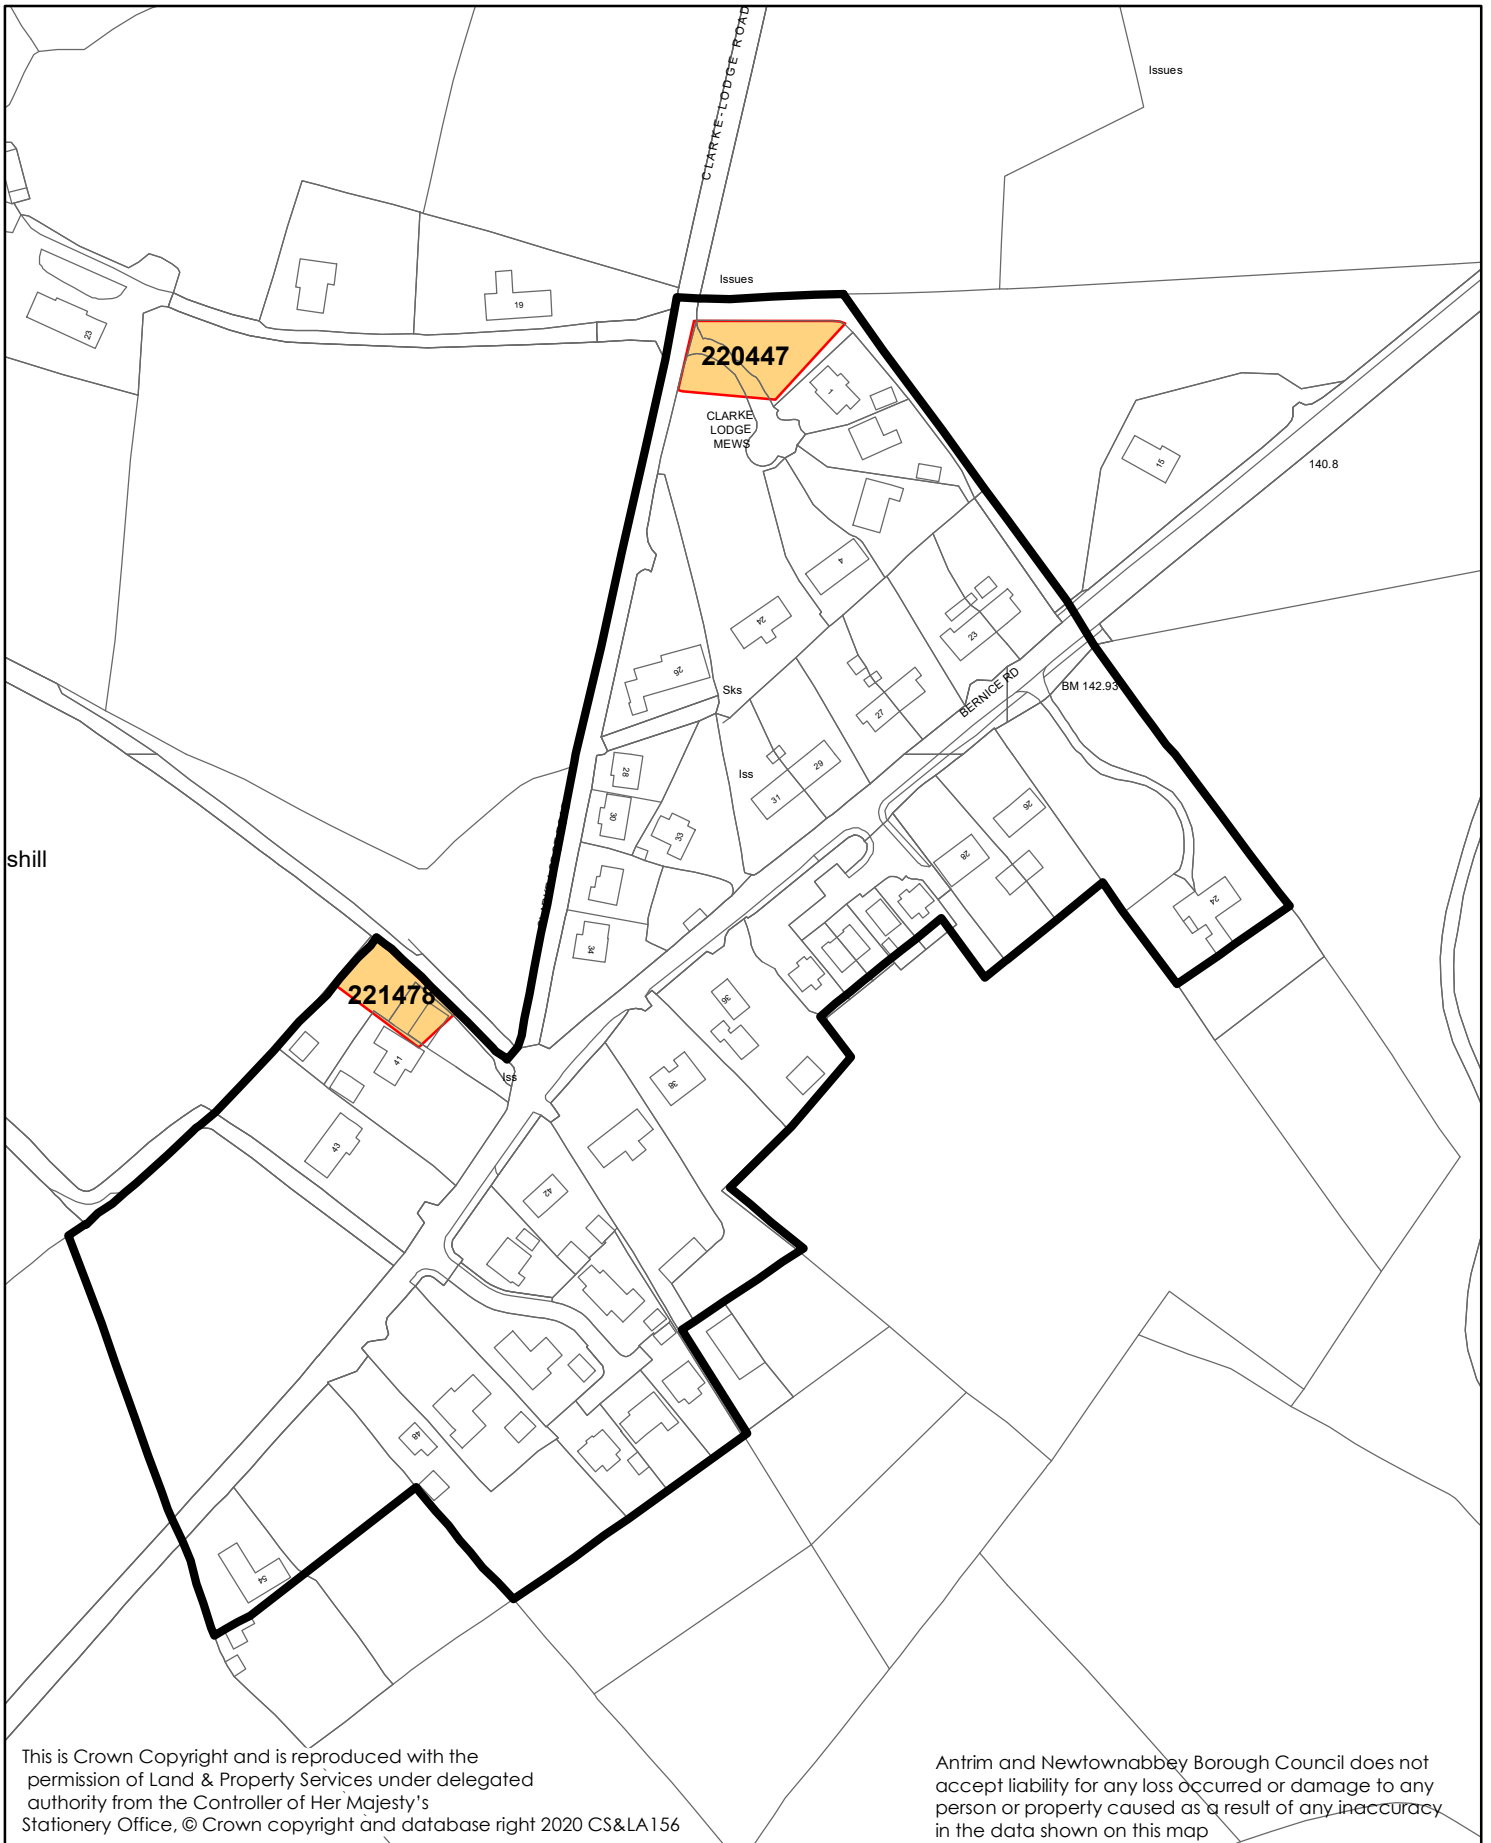 CLARKE-LODGE ROAD
Issues
Issues
19
23
220447
1
CLARKE
LODGE
MEWS
15
140.8
4
24
23
26
Sks
BM 142.93
BERNICE RD
27
Iss
29
31
28
30
33
26
28
shill
24
34
221478
36
41
38
Iss
43
42
48
54
This is Crown Copyright and is reproduced with the
permission of Land & Property Services under delegated
authority from the Controller of Her Majesty's
Stationery Office, © Crown copyright and database right 2020 CS&LA156
Antrim and Newtownabbey Borough Council does not
accept liability for any loss occurred or damage to any
person or property caused as a result of any inaccuracy
in the data shown on this map